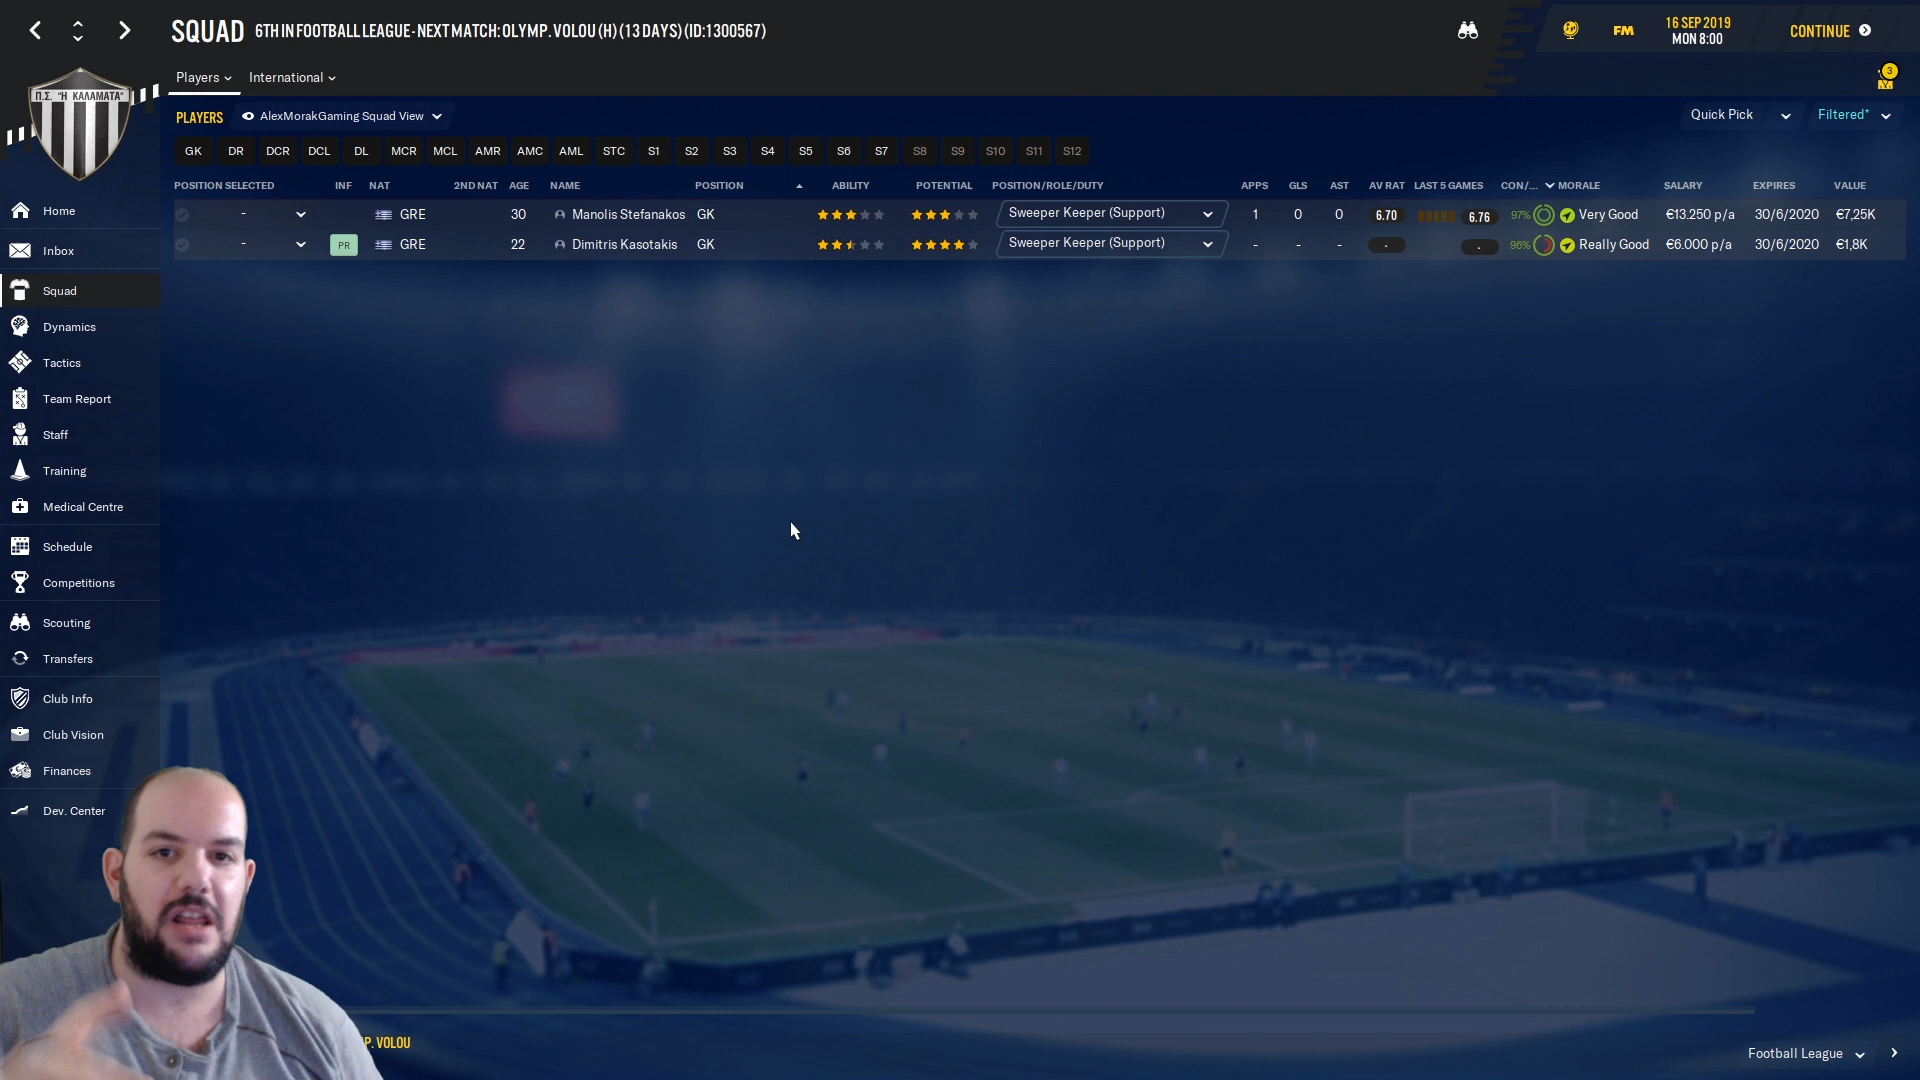 SQUAD 6TH IN FOOTBALL LEAGUE - NEXT MATCH: OLYMP. VOLOU (H) (13 DAYS) (ID:1300567)
FM
16 SEP 2019
MON 8:00
CONTINUE
Players International
3
Π.Σ. "Η ΚΑΛΑΜΑΤΑ"
PLAYERS AlexMorakGaming Squad View Quick Pick Filtered*
GK DR DCR DCL DL MCR MCL AMR AMC AML STC S1 S2 S3 S4 S5 S6 S7 S8 S9 S10 S11 S12
POSITION SELECTED INF NAT 2ND NAT AGE NAME POSITION ABILITY POTENTIAL POSITION/ROLE/DUTY APPS GLS AST AV RAT LAST 5 GAMES CON/... MORALE SALARY EXPIRES VALUE
- GRE 30 Manolis Stefanakos GK Sweeper Keeper (Support) 1 0 0 6.70 6.76 97% Very Good €13.250 p/a 30/6/2020 €7,25K
- PR GRE 22 Dimitris Kasotakis GK Sweeper Keeper (Support) - - - - - 96% Really Good €6.000 p/a 30/6/2020 €1,8K
Home
Inbox
Squad
Dynamics
Tactics
Team Report
Staff
Training
Medical Centre
Schedule
Competitions
Scouting
Transfers
Club Info
Club Vision
Finances
Dev. Center
P. VOLOU
Football League